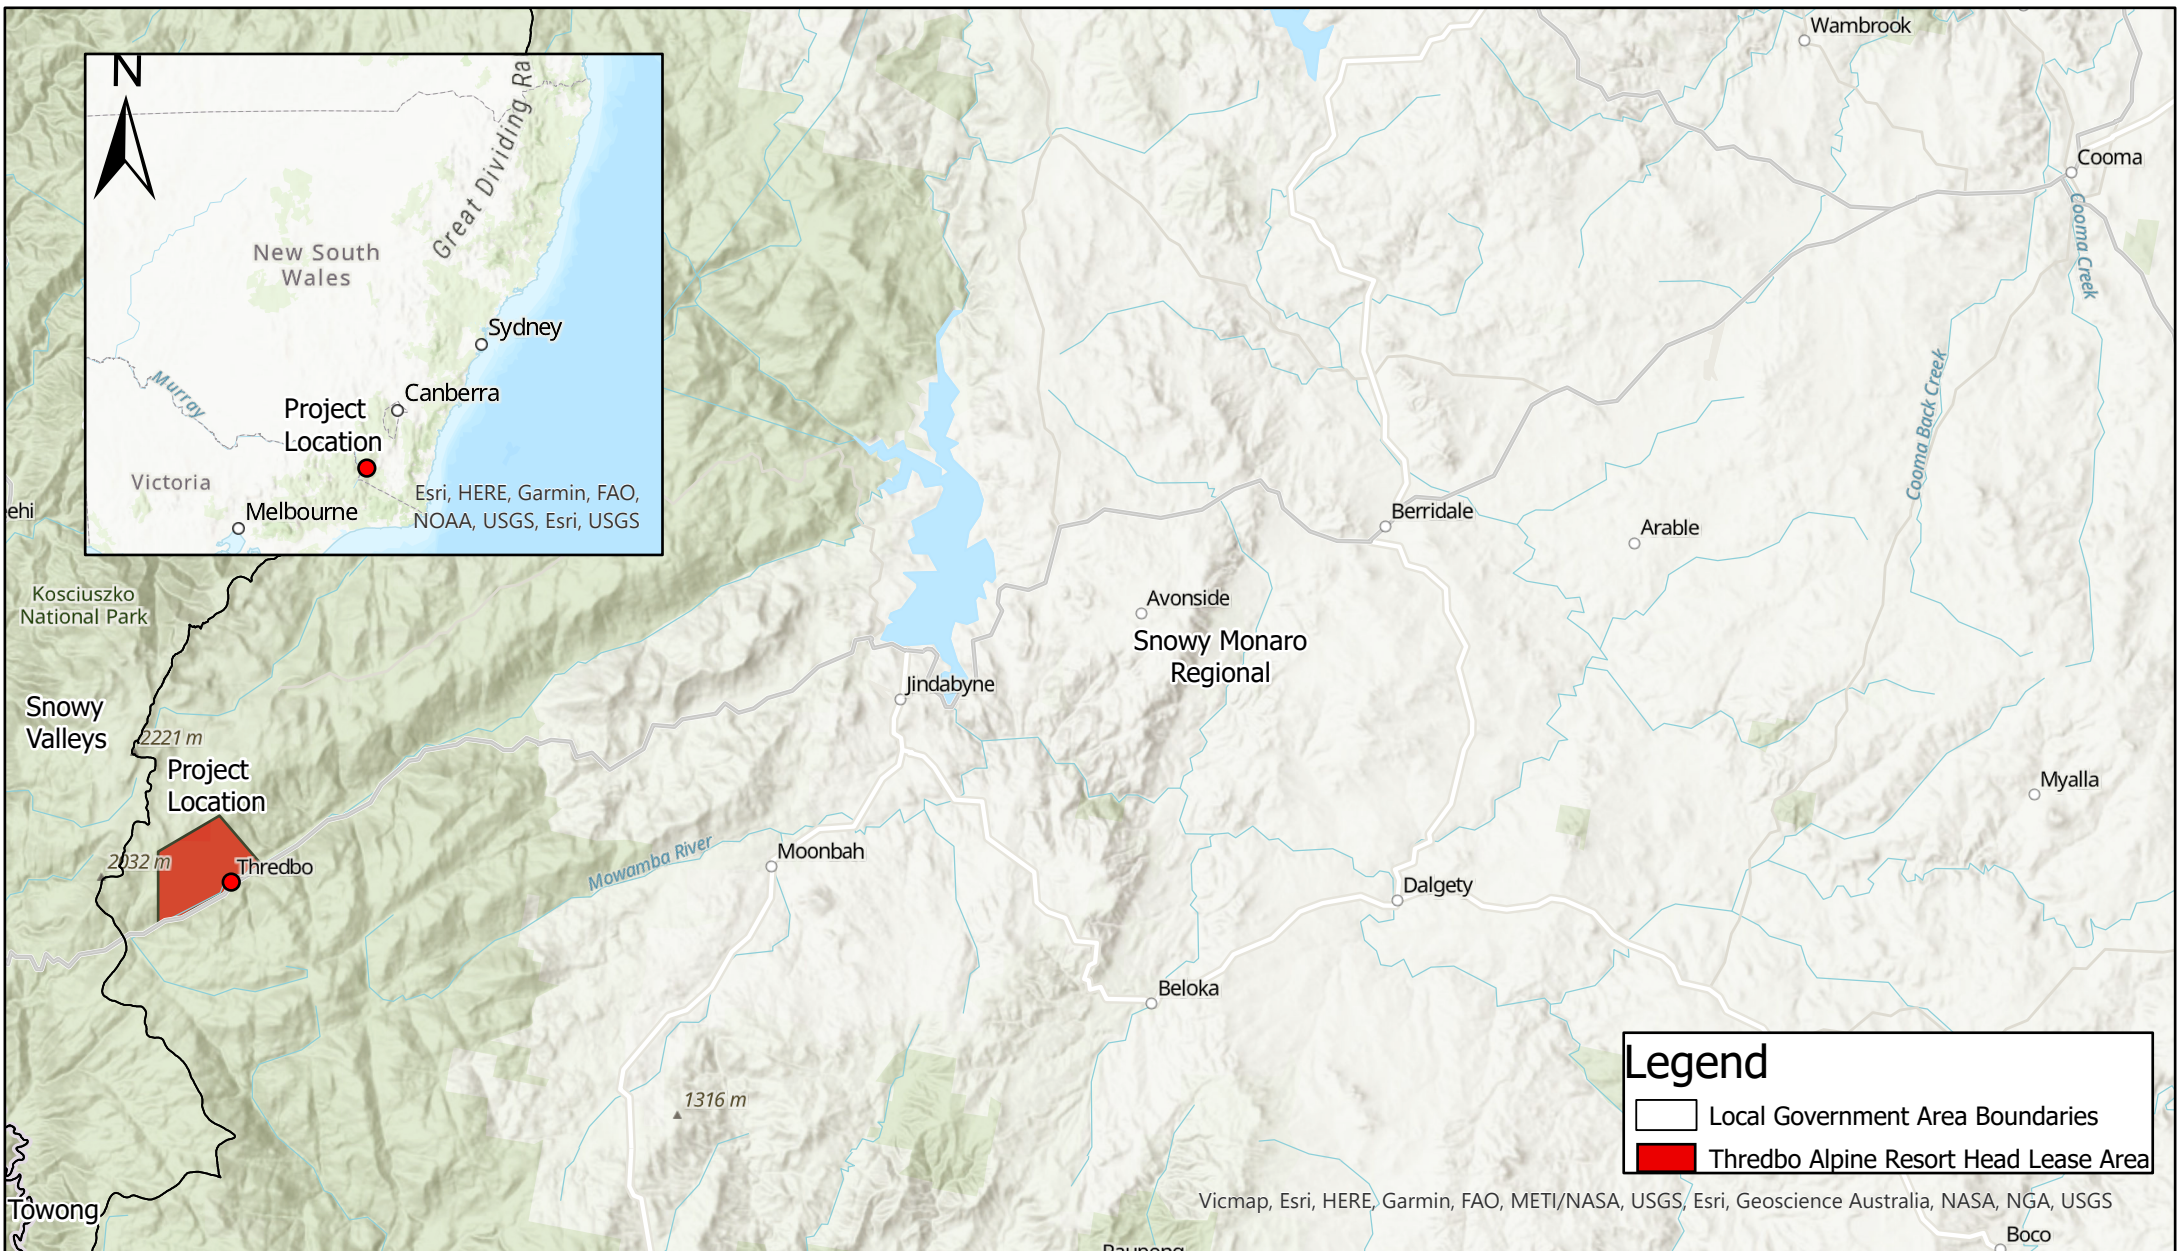 Wambrook
N
Great Dividing Ra
Cooma
Cooma Creek
New South
Wales
Sydney
Murray
Canberra
Project
Location
Victoria
Melbourne
Esri, HERE, Garmin, FAO,
NOAA, USGS, Esri, USGS
Cooma Back Creek
ehi
Berridale
Arable
Kosciuszko
National Park
Avonside
Snowy Monaro
Regional
Jindabyne
Snowy
Valleys
2221 m
Project
Location
Myalla
2032 m
Thredbo
Mowamba River
Moonbah
Dalgety
Beloka
1316 m
Legend
Local Government Area Boundaries
Thredbo Alpine Resort Head Lease Area
Towong
Vicmap, Esri, HERE, Garmin, FAO, METI/NASA, USGS, Esri, Geoscience Australia, NASA, NGA, USGS
Boco